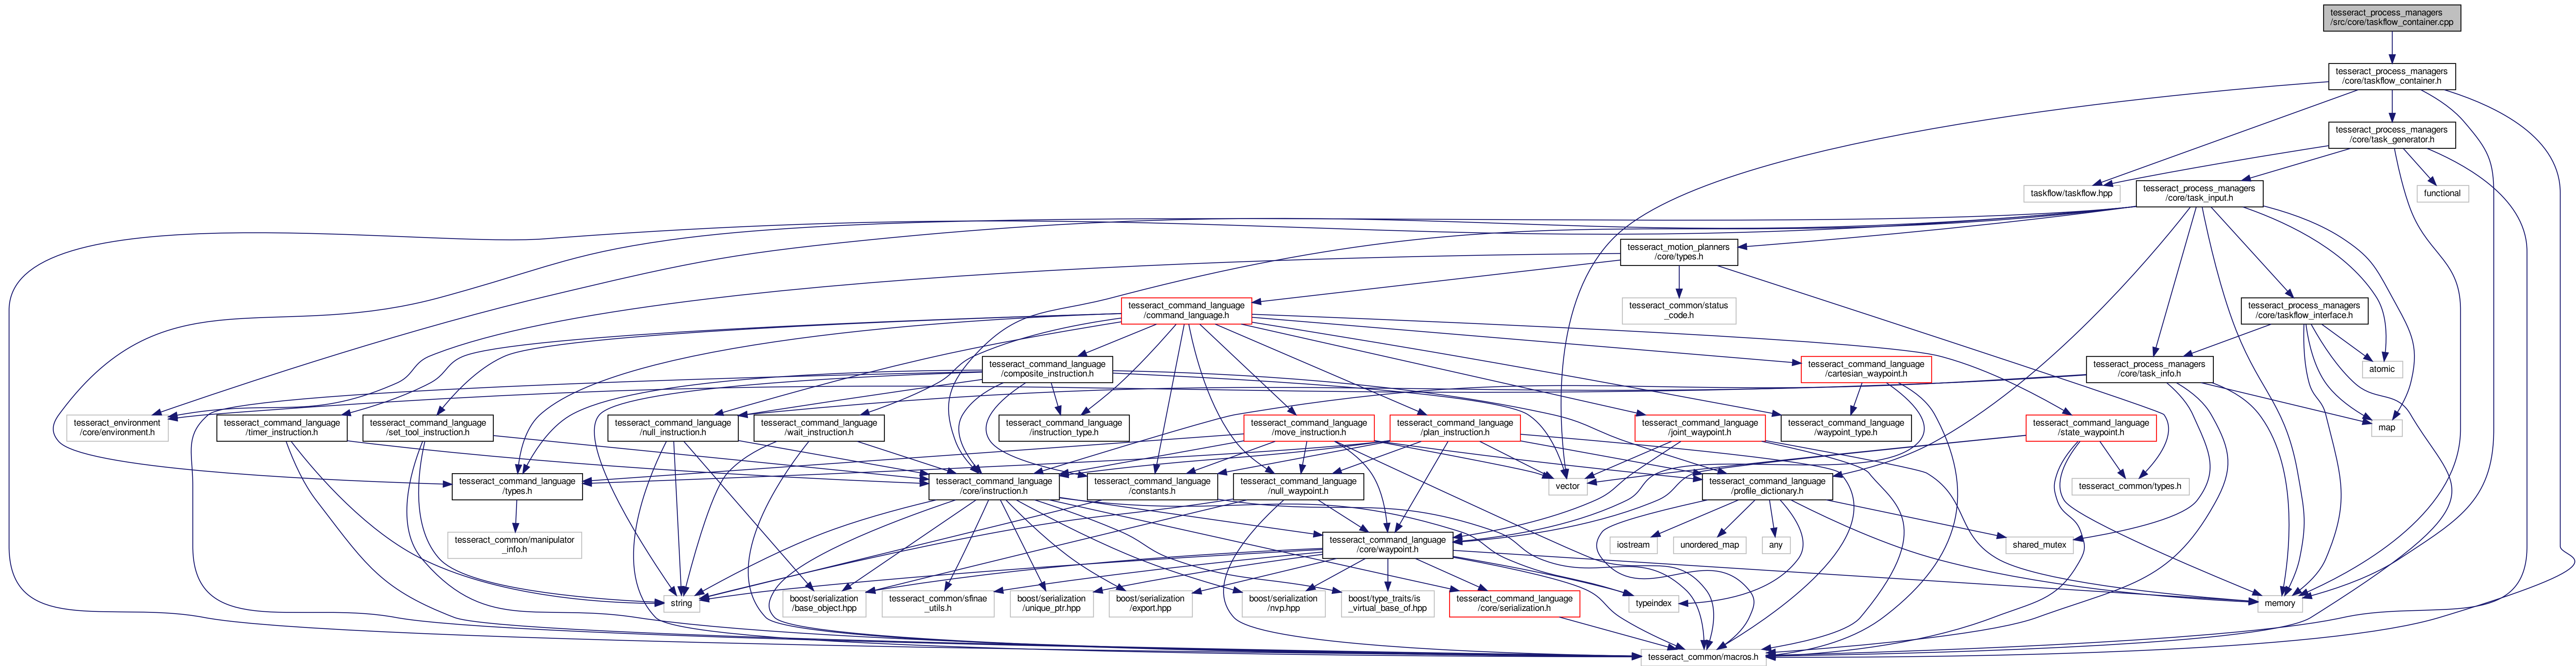 tesseract_process_managers
/src/core/taskflow_container.cpp
tesseract_process_managers
/core/taskflow_container.h
tesseract_process_managers
/core/task_generator.h
taskflow/taskflow.hpp
tesseract_process_managers
/core/task_input.h
functional
tesseract_motion_planners
/core/types.h
tesseract_command_language
/command_language.h
tesseract_common/status
_code.h
tesseract_process_managers
/core/taskflow_interface.h
tesseract_command_language
/composite_instruction.h
tesseract_command_language
/cartesian_waypoint.h
tesseract_process_managers
/core/task_info.h
atomic
tesseract_environment
/core/environment.h
tesseract_command_language
/timer_instruction.h
tesseract_command_language
/set_tool_instruction.h
tesseract_command_language
/null_instruction.h
tesseract_command_language
/wait_instruction.h
tesseract_command_language
/instruction_type.h
tesseract_command_language
/move_instruction.h
tesseract_command_language
/plan_instruction.h
tesseract_command_language
/joint_waypoint.h
tesseract_command_language
/waypoint_type.h
tesseract_command_language
/state_waypoint.h
map
tesseract_command_language
/types.h
tesseract_command_language
/core/instruction.h
tesseract_command_language
/constants.h
tesseract_command_language
/null_waypoint.h
vector
tesseract_command_language
/profile_dictionary.h
tesseract_common/types.h
tesseract_common/manipulator
_info.h
tesseract_command_language
/core/waypoint.h
iostream
unordered_map
any
shared_mutex
string
boost/serialization
/base_object.hpp
tesseract_common/sfinae
_utils.h
boost/serialization
/unique_ptr.hpp
boost/serialization
/export.hpp
boost/serialization
/nvp.hpp
boost/type_traits/is
_virtual_base_of.hpp
tesseract_command_language
/core/serialization.h
typeindex
memory
tesseract_common/macros.h